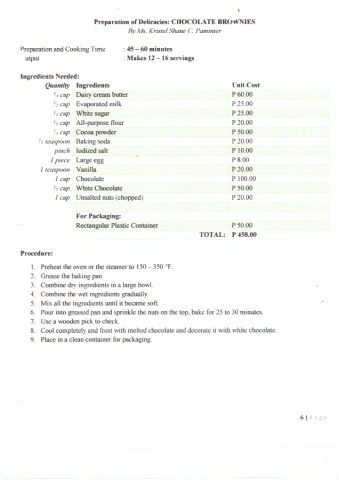 Preparation of Delicacies: CHOCOLATE BROWNIES
By Ms. Kristel Shane C. Pammter
Preparation and Cooking Time : 45 – 60 minutes
utput : Makes 12 – 16 servings
Ingredients Needed:
Quantity Ingredients Unit Cost
cup Dairy cream butter P 60.00
½ cup Evaporated milk P 25.00
cup White sugar P 25.00
cup All-purpose flour P 20.00
cup Cocoa powder P 50.00
½ teaspoon Baking soda P 20.00
pinch Iodized salt P 10.00
1 piece Large egg P 8.00
1 teaspoon Vanilla P 20.00
1 cup Chocolate P 100.00
½ cup White Chocolate P 50.00
1 cup Unsalted nuts (chopped) P 20.00
For Packaging:
Rectangular Plastic Container P 50.00
TOTAL: P 458.00
Procedure:
1. Preheat the oven or the steamer to 150 – 350 °F.
2. Grease the baking pan.
3. Combine dry ingredients in a large bowl.
4. Combine the wet ingredients gradually.
5. Mix all the ingredients until it became soft.
6. Pour into greased pan and sprinkle the nuts on the top, bake for 25 to 30 minutes.
7. Use a wooden pick to check.
8. Cool completely and frost with melted chocolate and decorate it with white chocolate.
9. Place in a clean container for packaging.
6 | Page